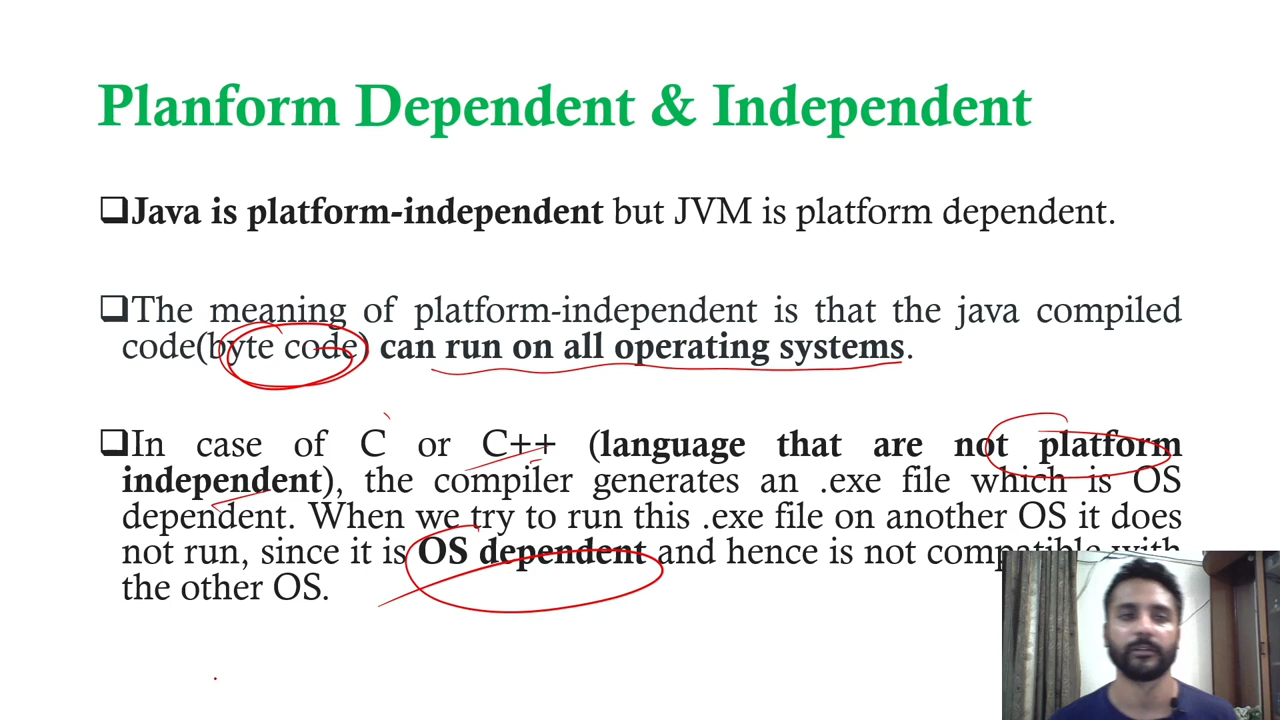 Planform Dependent & Independent
❑Java is platform-independent but JVM is platform dependent.
❑The meaning of platform-independent is that the java compiled
code(byte code) can run on all operating systems.
❑In case of C or C++ (language that are not platform
independent), the compiler generates an .exe file which is OS
dependent. When we try to run this .exe file on another OS it does
not run, since it is OS dependent and hence is not compatible with
the other OS.